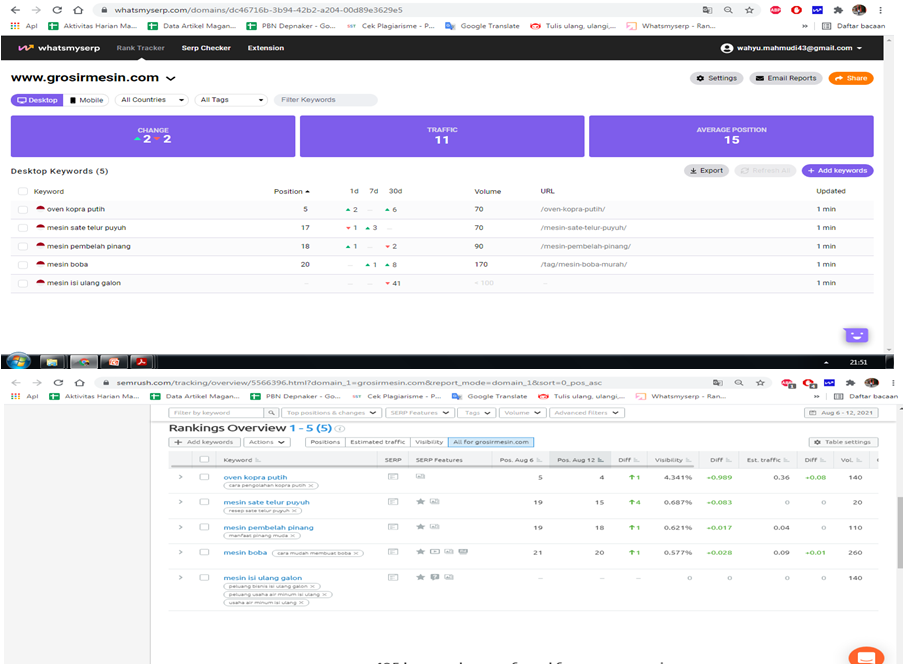 whatsmyserp.com/domains/dc46716b-3b94-42b2-a204-00d89e3629e5
Apl Aktivitas Harian Ma... Data Artikel Magan... PBN Depnaker - Go... Cek Plagiarisme - P... Google Translate Tulis ulang, ulangi,... Whatsmyserp - Ran... » Daftar bacaan
whatsmyserp Rank Tracker Serp Checker Extension wahyu.mahmudi43@gmail.com
www.grosirmesin.com Settings Email Reports Share
Desktop Mobile All Countries All Tags Filter Keywords
CHANGE TRAFFIC AVERAGE POSITION
2 2 11 15
Desktop Keywords (5) Export Refresh All + Add keywords
Keyword Position 1d 7d 30d Volume URL Updated
oven kopra putih 5 2 – 6 70 /oven-kopra-putih/ 1 min
mesin sate telur puyuh 17 1 3 – 70 /mesin-sate-telur-puyuh/ 1 min
mesin pembelah pinang 18 1 – 2 90 /mesin-pembelah-pinang/ 1 min
mesin boba 20 – 1 8 170 /tag/mesin-boba-murah/ 1 min
mesin isi ulang galon – – – 41 < 100 – 1 min
21:51
semrush.com/tracking/overview/5566396.html?domain_1=grosirmesin.com&report_mode=domain_1&sort=0_pos_asc
Apl Aktivitas Harian Ma... Data Artikel Magan... PBN Depnaker - Go... Cek Plagiarisme - P... Google Translate Tulis ulang, ulangi,... Whatsmyserp - Ran... » Daftar bacaan
Filter by keyword Top positions & changes SERP Features Tags Volume Advanced filters Aug 6 - 12, 2021
Rankings Overview 1 - 5 (5)
+ Add keywords Actions Positions Estimated traffic Visibility All for grosirmesin.com Table settings
Keyword SERP SERP Features Pos. Aug 6 Pos. Aug 12 Diff Visibility Diff Est. traffic Diff Vol.
oven kopra putih 5 4 ↑1 4.341% +0.989 0.36 +0.08 140
cara pengolahan kopra putih ×
mesin sate telur puyuh 19 15 ↑4 0.687% +0.083 0 0 20
resep sate telur puyuh ×
mesin pembelah pinang 19 18 ↑1 0.621% +0.017 0.04 0 110
manfaat pinang muda ×
mesin boba cara mudah membuat boba × 21 20 ↑1 0.577% +0.028 0.09 +0.01 260
mesin isi ulang galon – – – 0 0 0 0 140
peluang bisnis isi ulang galon ×
peluang usaha air minum isi ulang ×
usaha air minum isi ulang ×